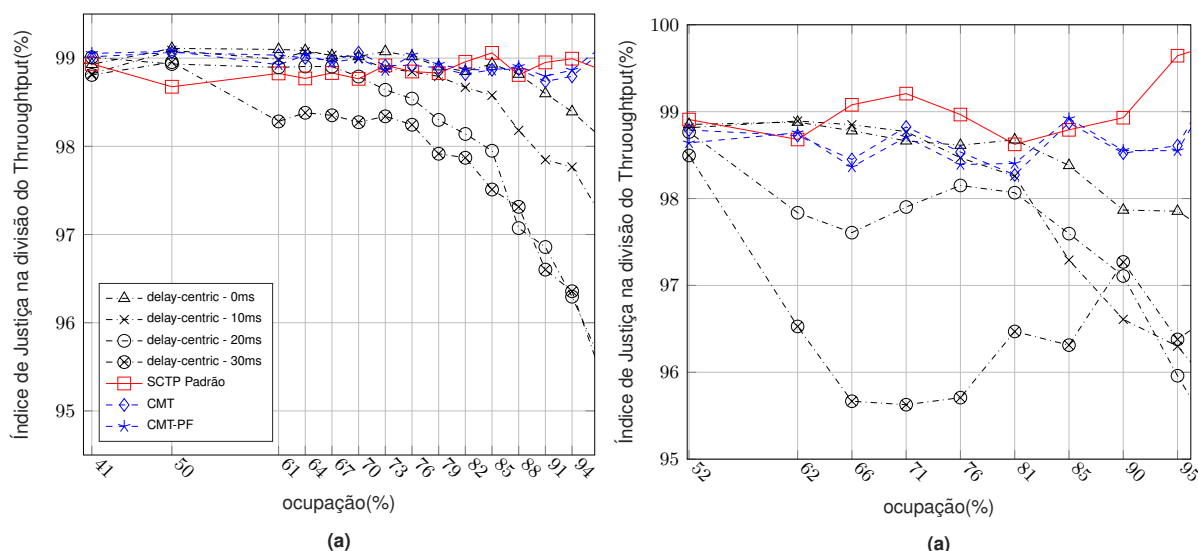 Índice de Justiça na divisão do Thruoughtput(%)
99
98
97
96
95
delay-centric - 0ms
delay-centric - 10ms
delay-centric - 20ms
delay-centric - 30ms
SCTP Padrão
CMT
CMT-PF
41
50
61
64
67
70
73
76
79
82
85
88
91
94
ocupação(%)
(a)
Índice de Justiça na divisão do Throughtput(%)
100
99
98
97
96
95
52
62
66
71
76
81
85
90
95
ocupação(%)
(a)